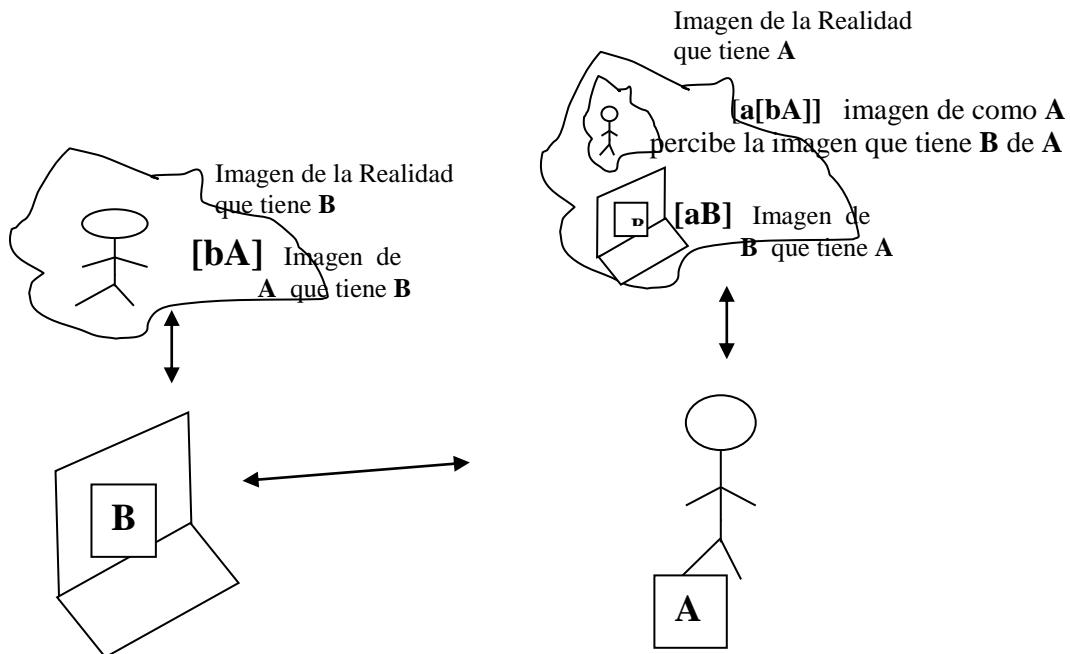 Imagen de la Realidad
que tiene A
[a[bA]] imagen de como A
percibe la imagen que tiene B de A
[aB] Imagen de
B que tiene A
Imagen de la Realidad
que tiene B
[bA] Imagen de
A que tiene B
B
A